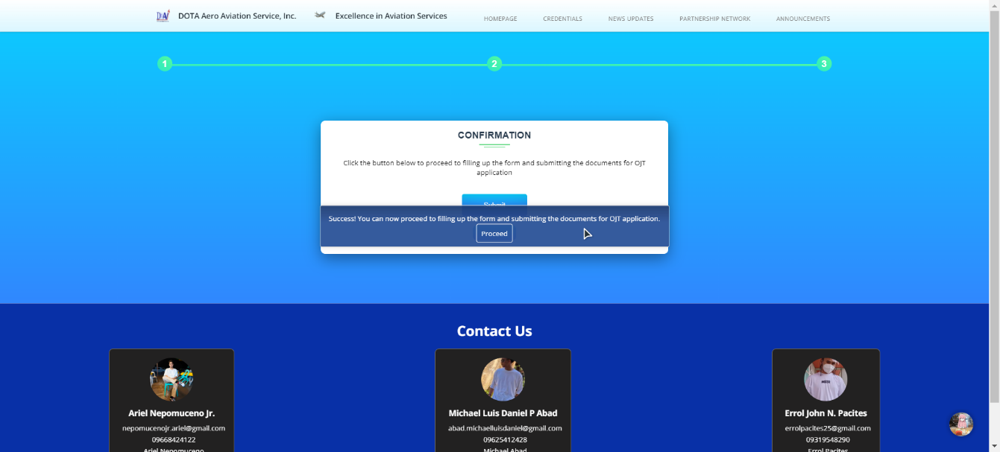 DOTA Aero Aviation Service, Inc.
Excellence in Aviation Services
HOMEPAGE
CREDENTIALS
NEWS UPDATES
PARTNERSHIP NETWORK
ANNOUNCEMENTS
1
2
3
CONFIRMATION
Click the button below to proceed to filling up the form and submitting the documents for OJT
application
Submit
Success! You can now proceed to filling up the form and submitting the documents for OJT application.
Proceed
Contact Us
Ariel Nepomuceno Jr.
nepomucenojr.ariel@gmail.com
09668424122
Ariel Nepomuceno
Michael Luis Daniel P Abad
abad.michaelluisdaniel@gmail.com
09625412428
Michael Abad
Errol John N. Pacites
errolpacites25@gmail.com
09319548290
Errol Pacites